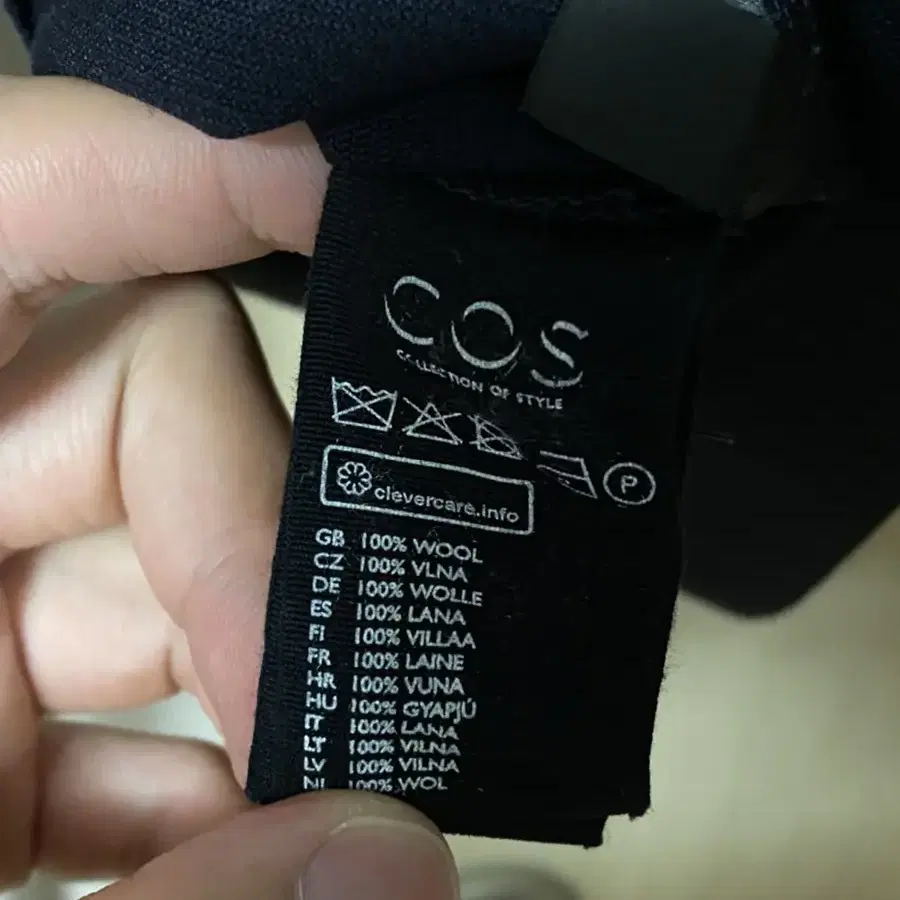 COS
COLLECTION OF STYLE
P
clevercare.info
GB 100% WOOL
CZ 100% VLNA
DE 100% WOLLE
ES 100% LANA
FI 100% VILLAA
FR 100% LAINE
HR 100% VUNA
HU 100% GYAPJÚ
IT 100% LANA
LT 100% VILNA
LV 100% VILNA
NL 100% WOL